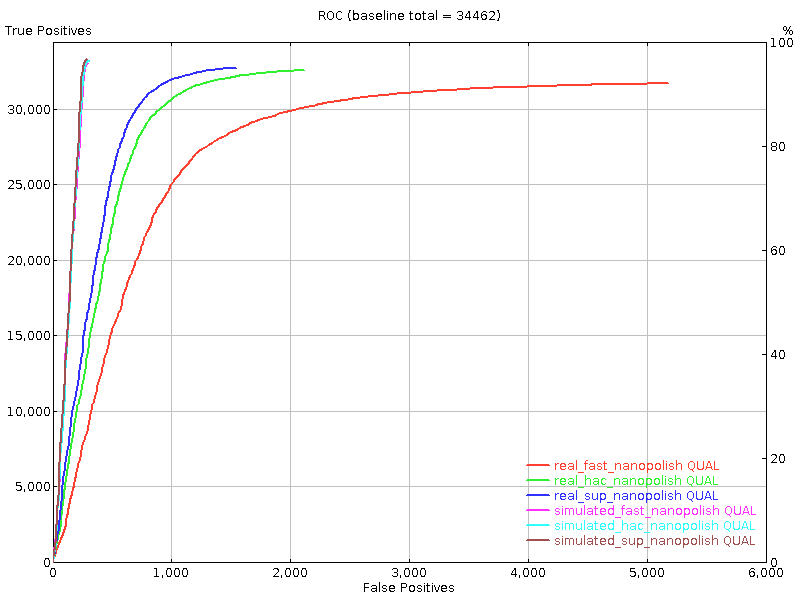 ROC (baseline total = 34462)
True Positives
%
100
30,000
80
25,000
60
20,000
15,000
40
10,000
20
5,000
0
0
real_fast_nanopolish QUAL
real_hac_nanopolish QUAL
real_sup_nanopolish QUAL
simulated_fast_nanopolish QUAL
simulated_hac_nanopolish QUAL
simulated_sup_nanopolish QUAL
0 1,000 2,000 3,000 4,000 5,000 6,000
False Positives